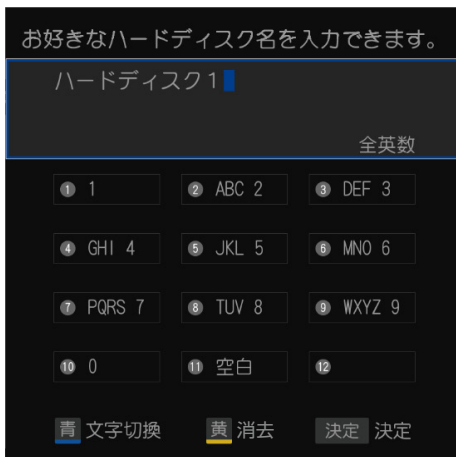 お好きなハードディスク名を入力できます。
ハードディスク1
全英数
① 1 ② ABC 2 ③ DEF 3
④ GHI 4 ⑤ JKL 5 ⑥ MNO 6
⑦ PQRS 7 ⑧ TUV 8 ⑨ WXYZ 9
⑩ 0 ⑪ 空白 ⑫
青 文字切換 黄 消去 決定 決定